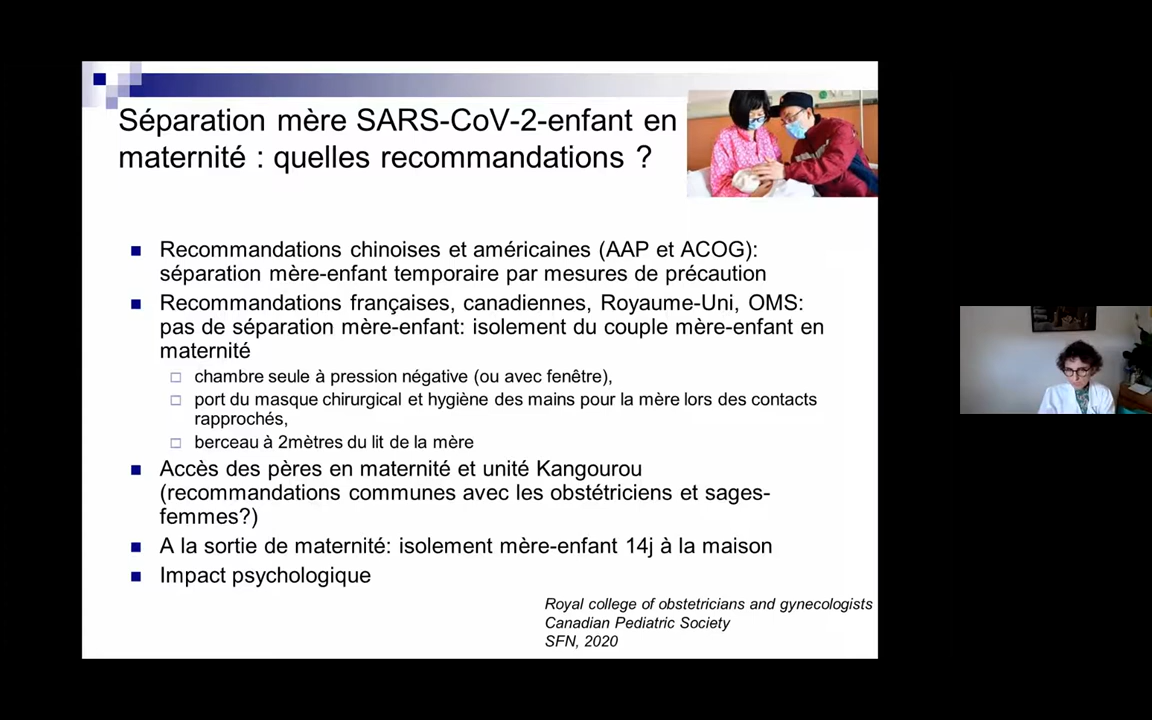 Séparation mère SARS-CoV-2-enfant en
maternité : quelles recommandations ?
Recommandations chinoises et américaines (AAP et ACOG):
séparation mère-enfant temporaire par mesures de précaution
Recommandations françaises, canadiennes, Royaume-Uni, OMS:
pas de séparation mère-enfant: isolement du couple mère-enfant en
maternité
chambre seule à pression négative (ou avec fenêtre),
port du masque chirurgical et hygiène des mains pour la mère lors des contacts
rapprochés,
berceau à 2mètres du lit de la mère
Accès des pères en maternité et unité Kangourou
(recommandations communes avec les obstétriciens et sages-
femmes?)
A la sortie de maternité: isolement mère-enfant 14j à la maison
Impact psychologique
Royal college of obstetricians and gynecologists
Canadian Pediatric Society
SFN, 2020